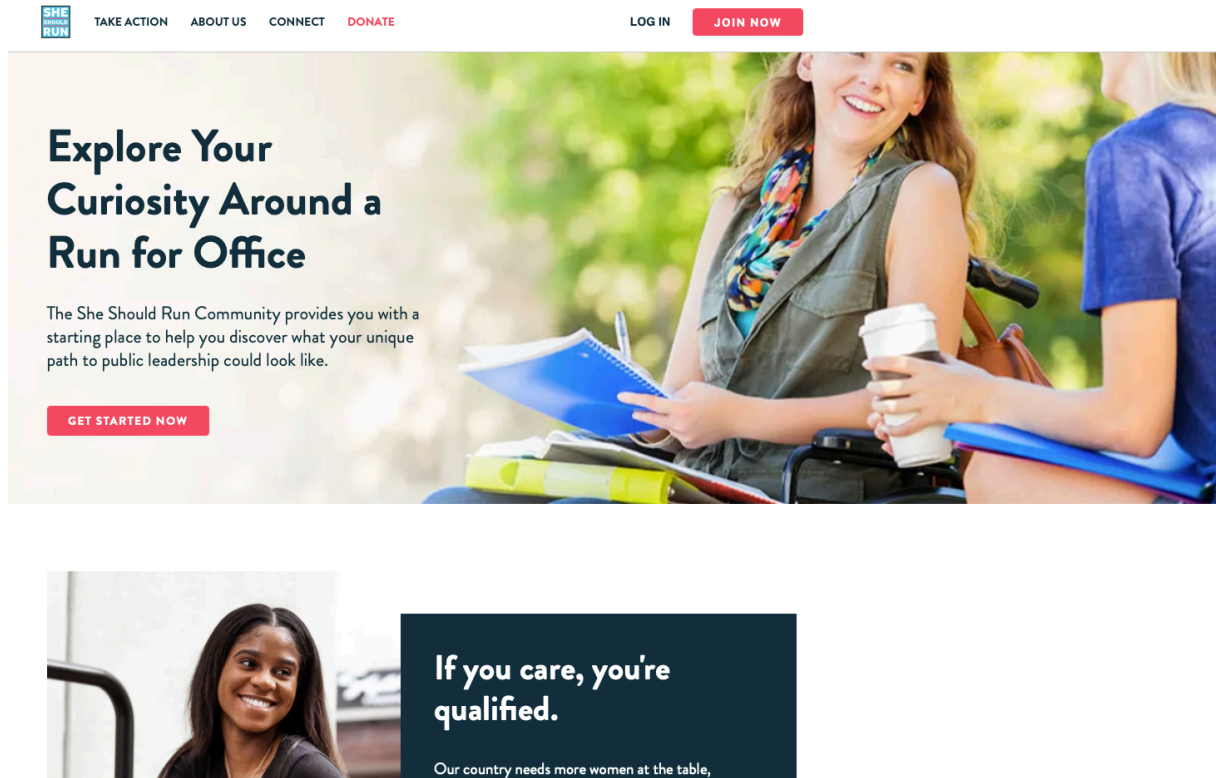 SHE
SHOULD
RUN
TAKE ACTION ABOUT US CONNECT DONATE LOG IN JOIN NOW
Explore Your
Curiosity Around a
Run for Office
The She Should Run Community provides you with a
starting place to help you discover what your unique
path to public leadership could look like.
GET STARTED NOW
If you care, you're
qualified.
Our country needs more women at the table,